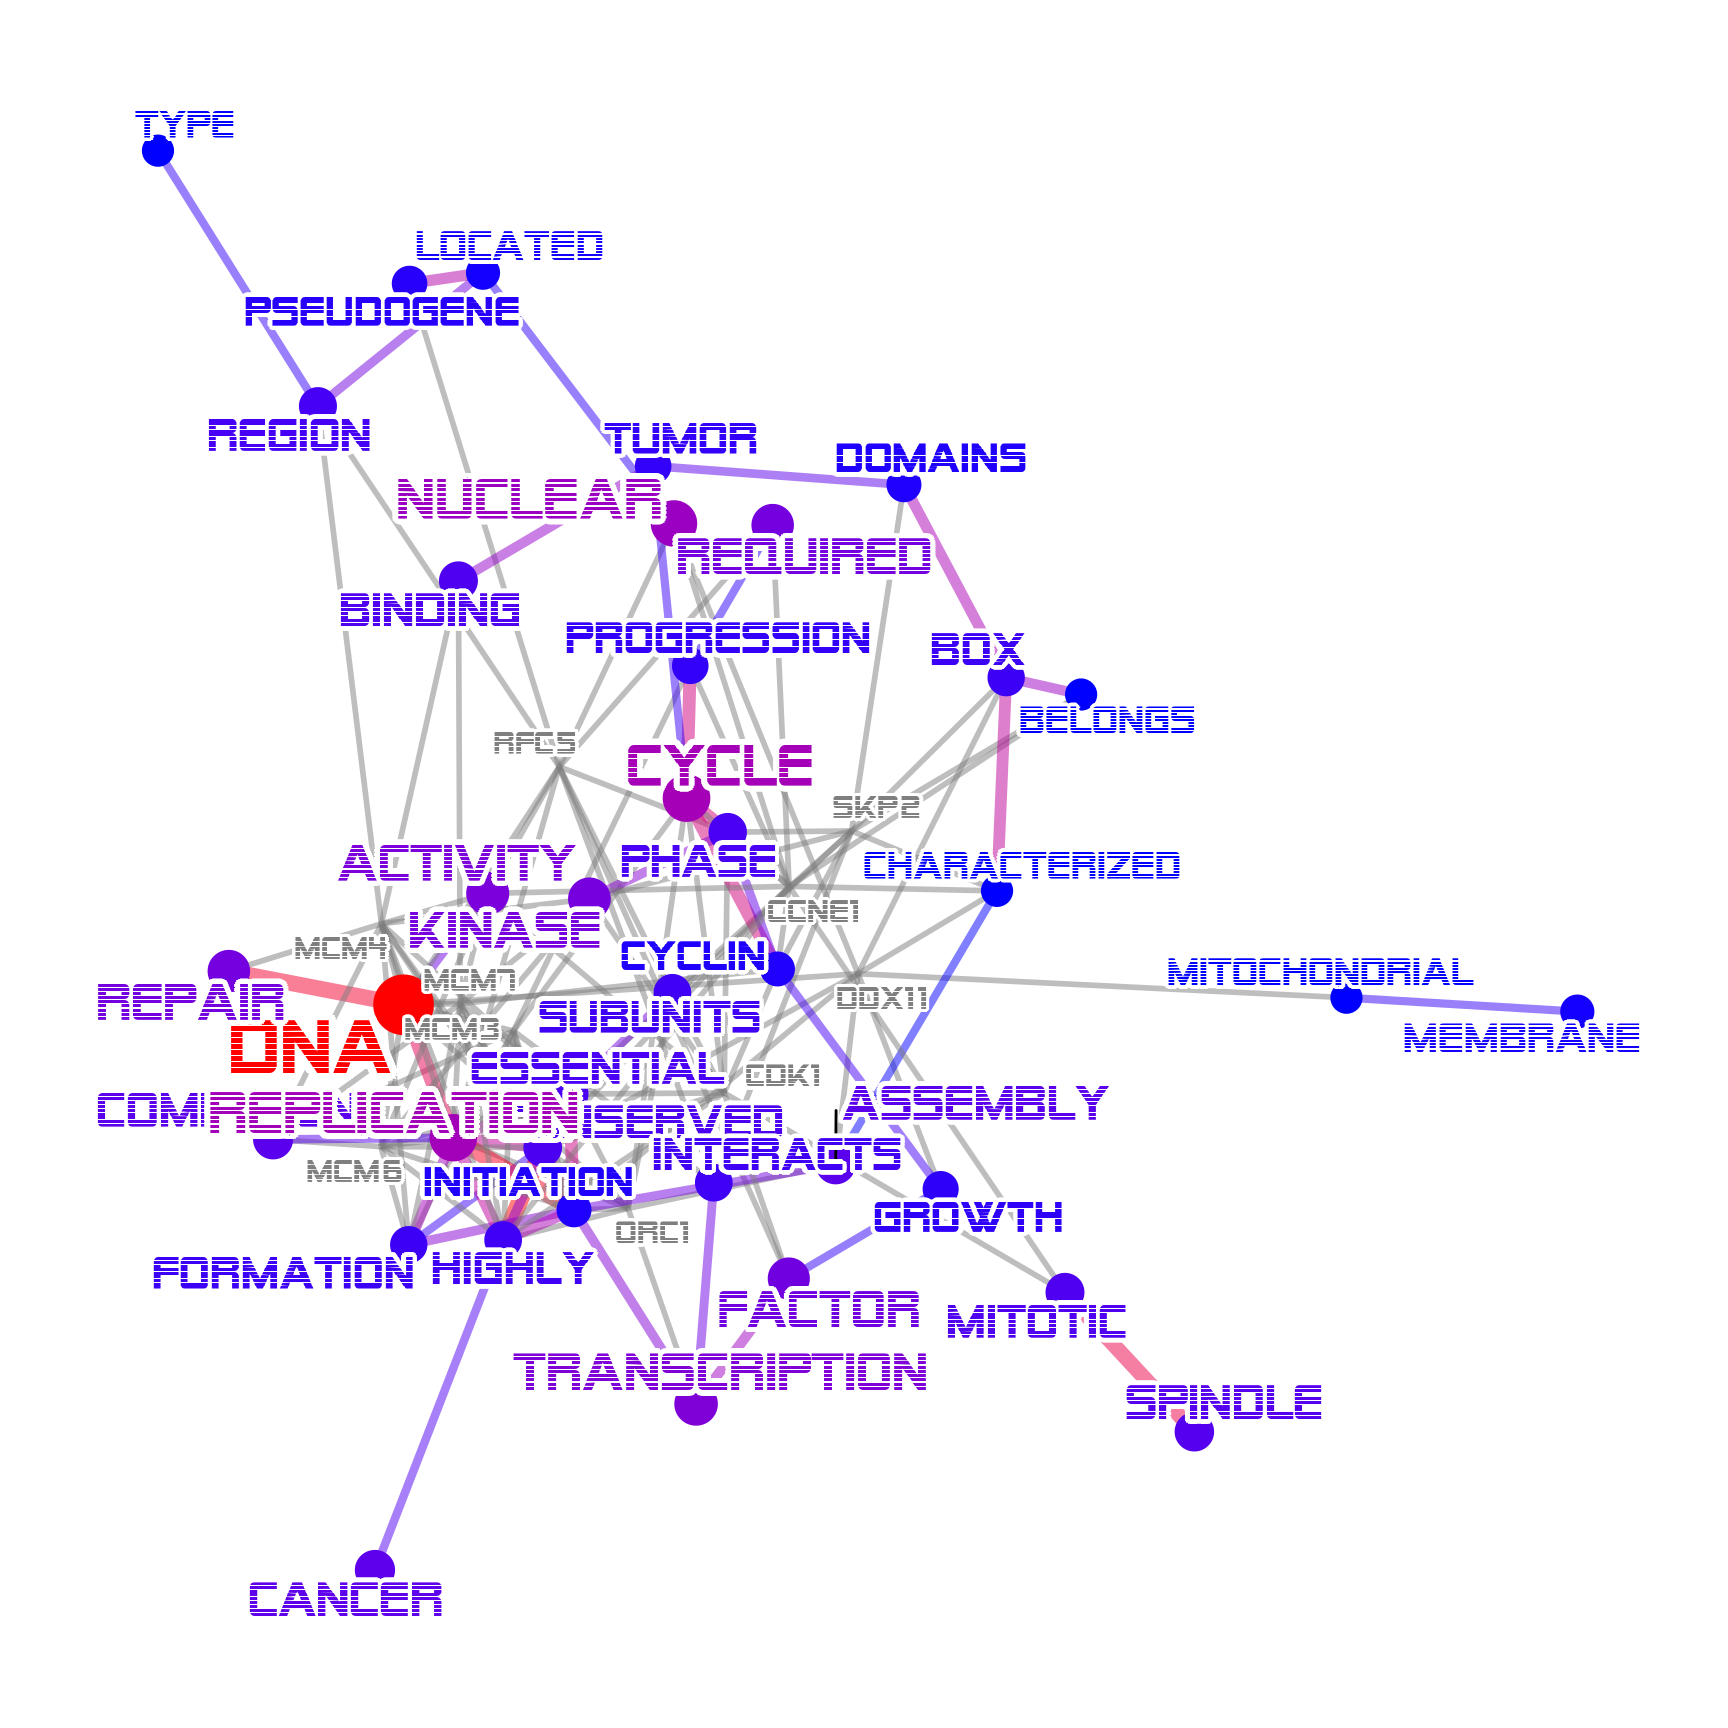 TYPE
LOCATED
PSEUDOGENE
REGION
TUMOR
DOMAINS
NUCLEAR
REQUIRED
BINDING
PROGRESSION
BOX
BELONGS
RFC5
CYCLE
SKP2
ACTIVITY
PHASE
CHARACTERIZED
KINASE
CCNE1
MCM4
CYCLIN
MCM7
MITOCHONDRIAL
REPAIR
DDX11
SUBUNITS
MCM3
DNA
MEMBRANE
ESSENTIAL
CDK1
REPLICATION
ASSEMBLY
INTERACTS
MCM6
INITIATION
GROWTH
ORC1
FORMATION
HIGHLY
FACTOR
MITOTIC
TRANSCRIPTION
SPINDLE
CANCER